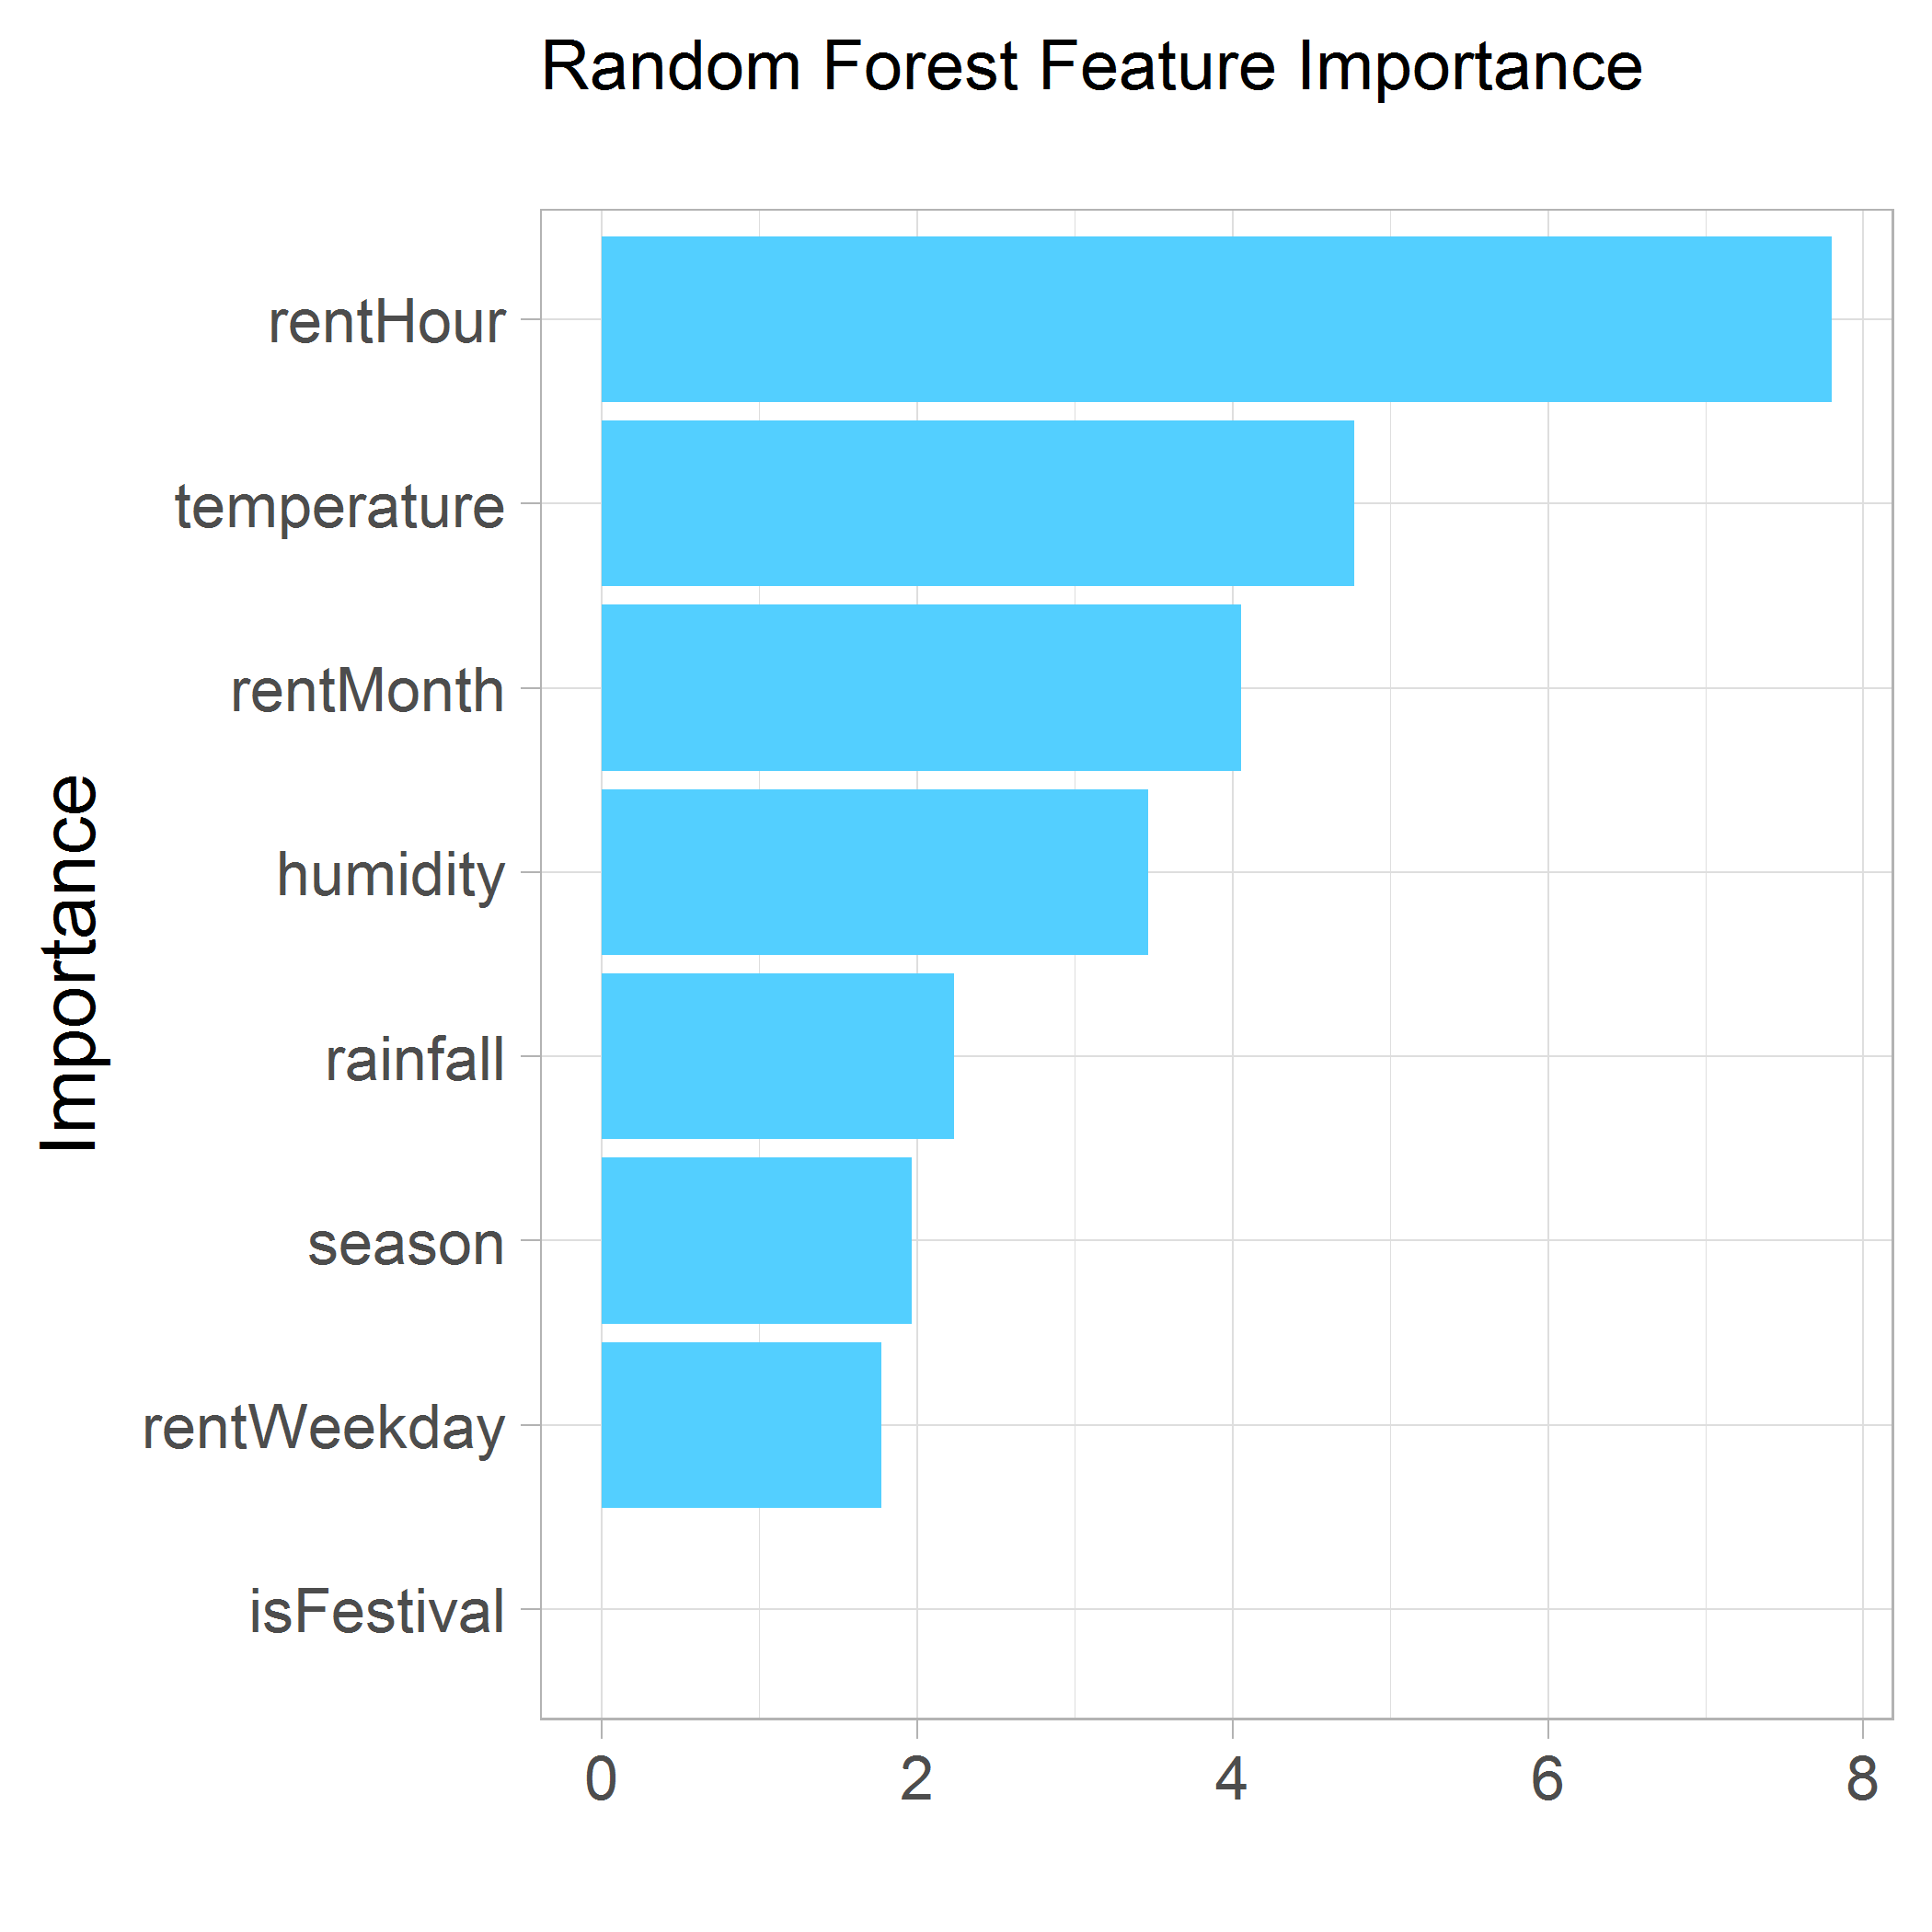 Random Forest Feature Importance
Importance
rentHour
temperature
rentMonth
humidity
rainfall
season
rentWeekday
isFestival
0 2 4 6 8